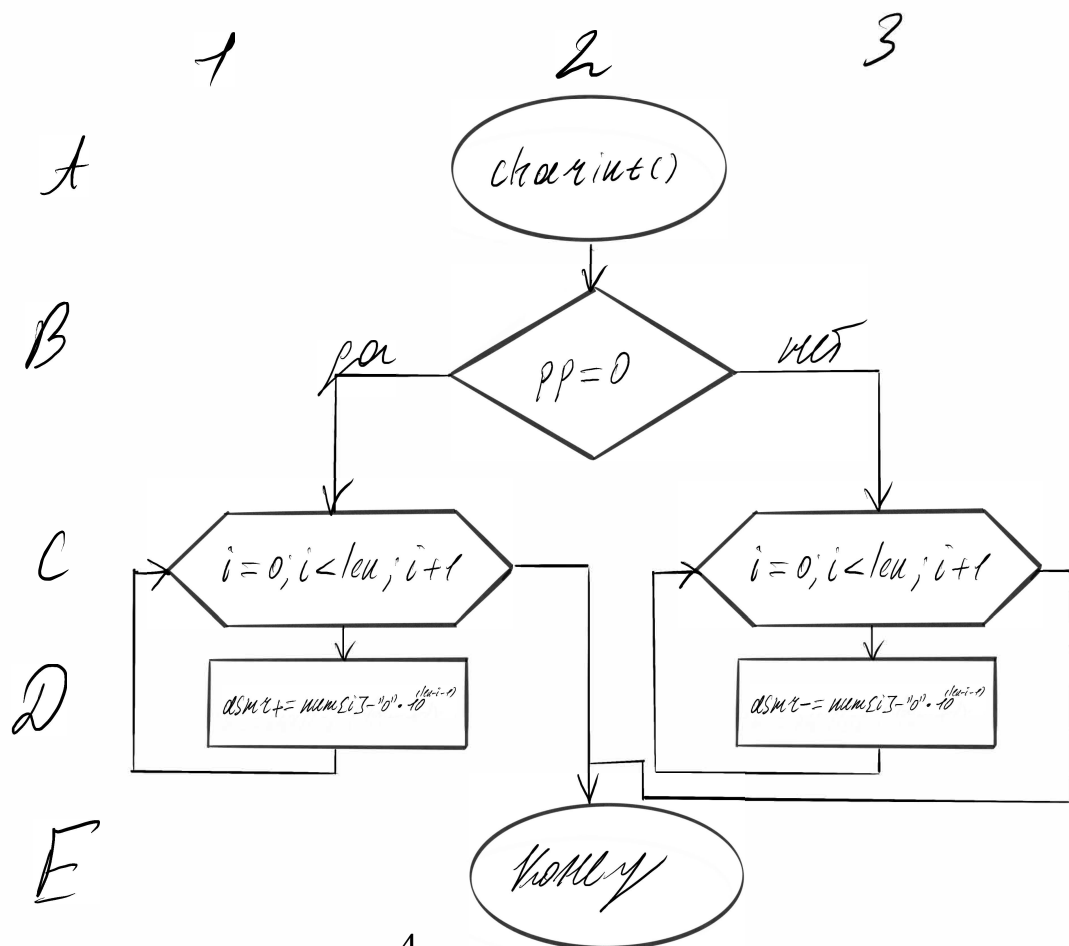 1 2 3
A
charint()
B
да
pp=0
нет
C
i=0; i<len; i+1
i=0; i<len; i+1
D
asmr+= num[i]-"0"·10^(len-i-1)
asmr-= num[i]-"0"·10^(len-i-1)
E
Конец